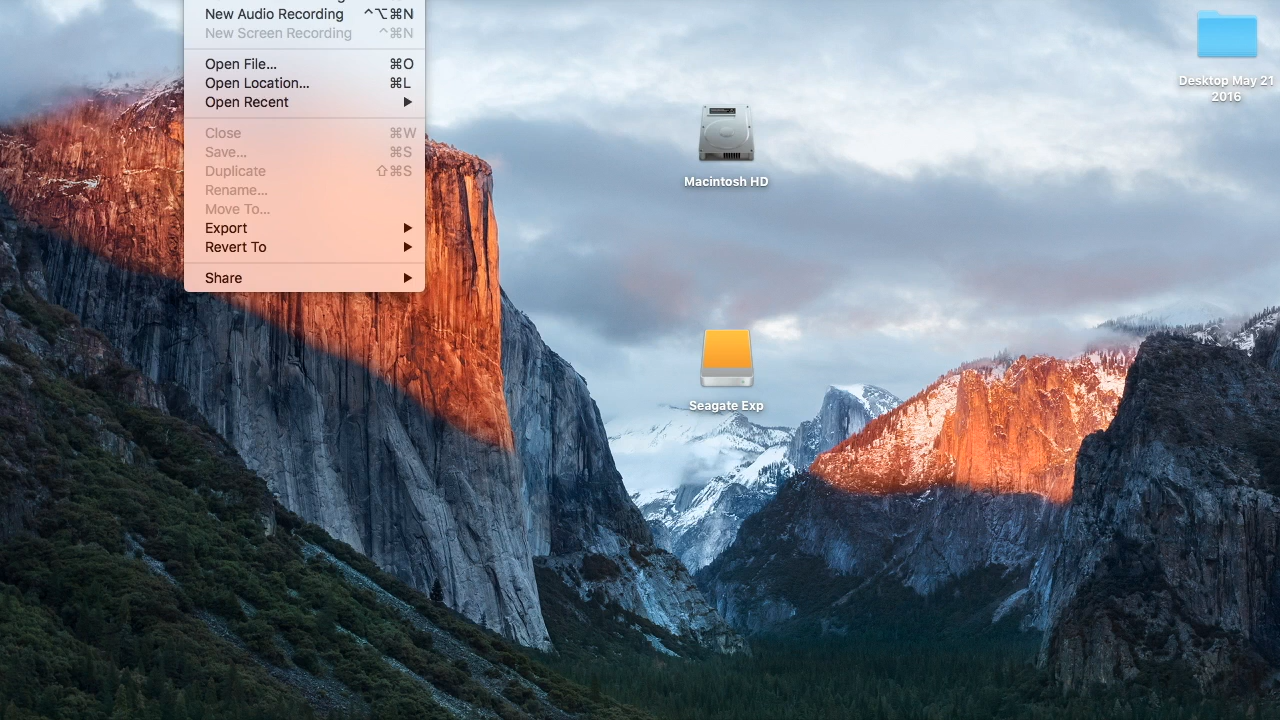 New Audio Recording ⌃⌥⌘N
New Screen Recording ⌃⌘N
Open File... ⌘O
Open Location... ⌘L
Open Recent ▶
Close ⌘W
Save... ⌘S
Duplicate ⇧⌘S
Rename...
Move To...
Export ▶
Revert To ▶
Share ▶
Macintosh HD
Seagate Exp
Desktop May 21
2016